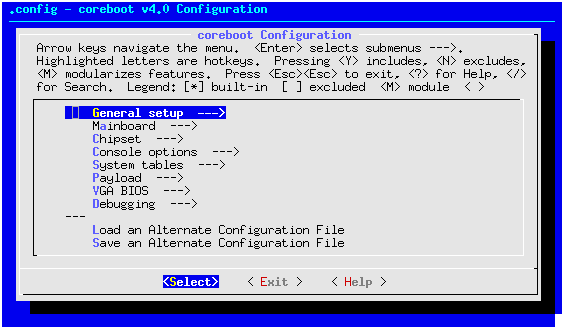 .config - coreboot v4.0 Configuration
coreboot Configuration
Arrow keys navigate the menu. <Enter> selects submenus --->.
Highlighted letters are hotkeys. Pressing <Y> includes, <N> excludes,
<M> modularizes features. Press <Esc><Esc> to exit, <?> for Help, </>
for Search. Legend: [*] built-in [ ] excluded <M> module < >
General setup --->
Mainboard --->
Chipset --->
Console options --->
System tables --->
Payload --->
VGA BIOS --->
Debugging --->
---
Load an Alternate Configuration File
Save an Alternate Configuration File
<Select> < Exit > < Help >